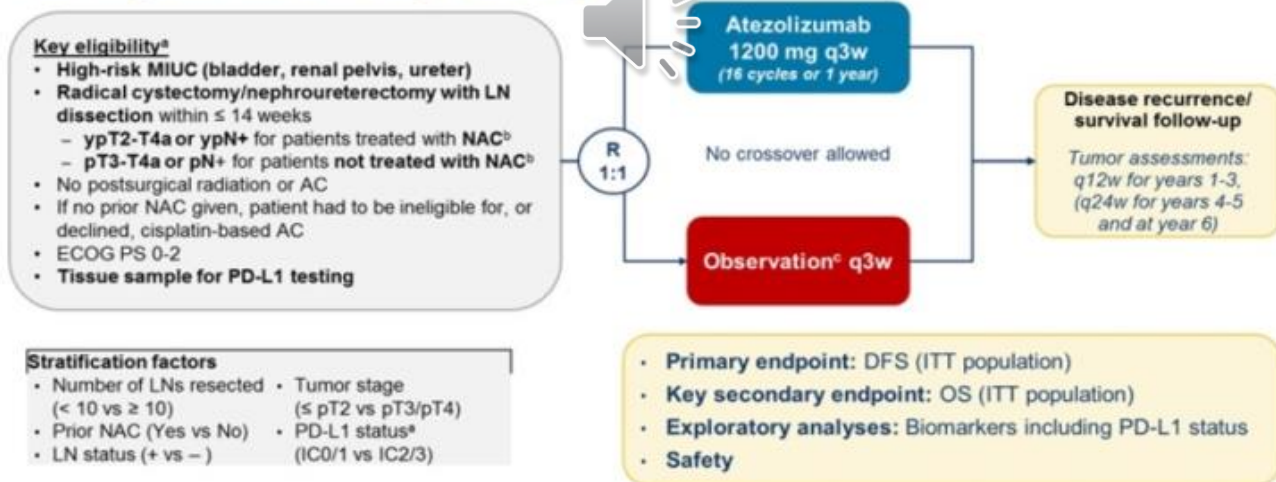 Key eligibilityᵃ
• High-risk MIUC (bladder, renal pelvis, ureter)
• Radical cystectomy/nephroureterectomy with LN
dissection within ≤ 14 weeks
– ypT2-T4a or ypN+ for patients treated with NACᵇ
– pT3-T4a or pN+ for patients not treated with NACᵇ
• No postsurgical radiation or AC
• If no prior NAC given, patient had to be ineligible for, or
declined, cisplatin-based AC
• ECOG PS 0-2
• Tissue sample for PD-L1 testing
R
1:1
Atezolizumab
1200 mg q3w
(16 cycles or 1 year)
No crossover allowed
Observationᶜ q3w
Disease recurrence/
survival follow-up
Tumor assessments:
q12w for years 1-3,
(q24w for years 4-5
and at year 6)
Stratification factors
• Number of LNs resected
(< 10 vs ≥ 10)
• Prior NAC (Yes vs No)
• LN status (+ vs – )
• Tumor stage
(≤ pT2 vs pT3/pT4)
• PD-L1 statusᵃ
(IC0/1 vs IC2/3)
• Primary endpoint: DFS (ITT population)
• Key secondary endpoint: OS (ITT population)
• Exploratory analyses: Biomarkers including PD-L1 status
• Safety